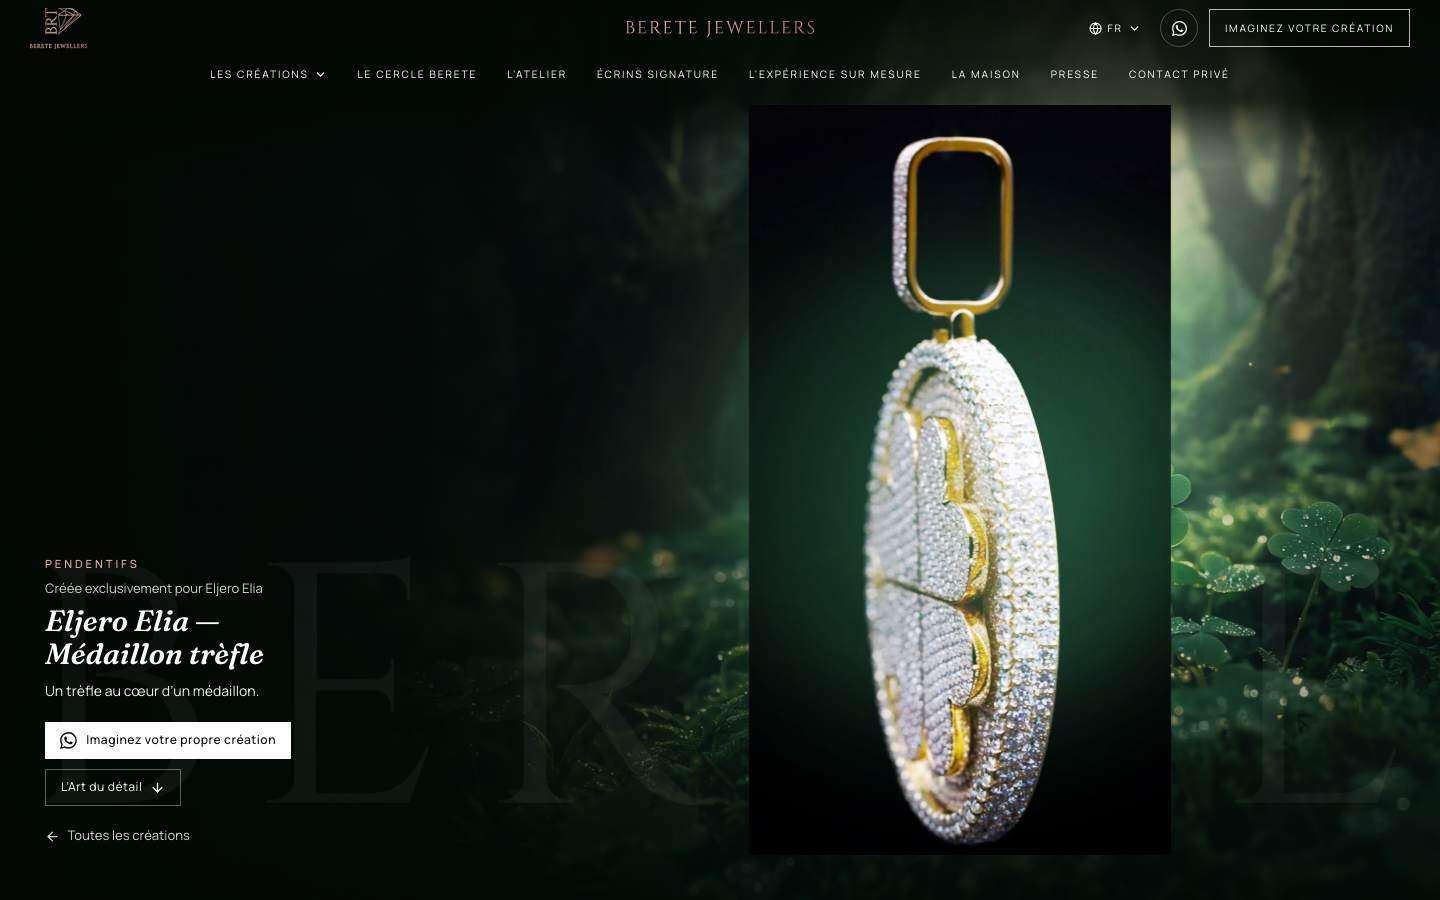 BRT
BERETE JEWELLERS
BERETE JEWELLERS
FR
IMAGINEZ VOTRE CRÉATION
LES CRÉATIONS
LE CERCLE BERETE
L'ATELIER
ÉCRINS SIGNATURE
L'EXPÉRIENCE SUR MESURE
LA MAISON
PRESSE
CONTACT PRIVÉ
PENDENTIFS
Créée exclusivement pour Eljero Elia
Eljero Elia —
Médaillon trèfle
Un trèfle au cœur d'un médaillon.
Imaginez votre propre création
L'Art du détail
Toutes les créations